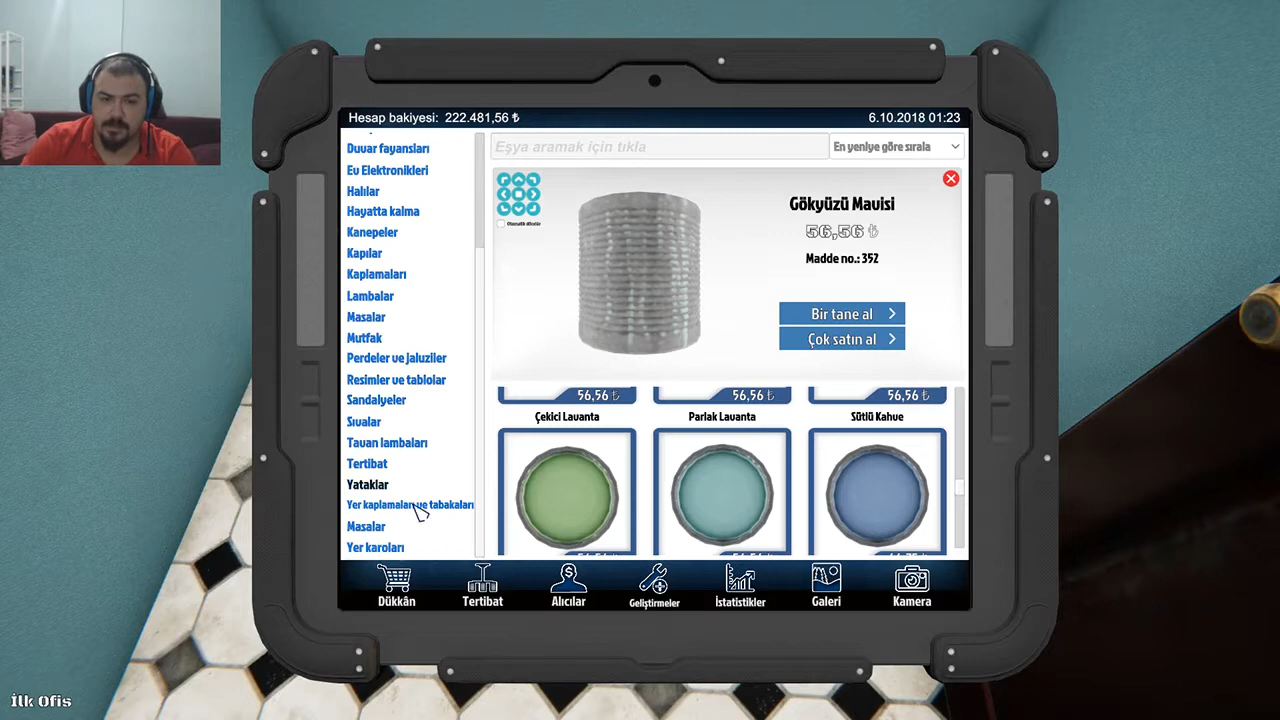 Hesap bakiyesi: 222.481,56 ₺
6.10.2018 01:23
Duvar fayansları
Ev Elektronikleri
Halılar
Hayatta kalma
Kanepeler
Kapılar
Kaplamaları
Lambalar
Masalar
Mutfak
Perdeler ve jaluziler
Resimler ve tablolar
Sandalyeler
Sıvalar
Tavan lambaları
Tertibat
Yataklar
Yer kaplamaları ve tabakaları
Masalar
Yer karoları
Eşya aramak için tıkla
En yeniye göre sırala
Otomatik döndür
Gökyüzü Mavisi
56,56 ₺
Madde no.: 352
Bir tane al
Çok satın al
56,56 ₺
56,56 ₺
56,56 ₺
Çekici Lavanta
Parlak Lavanta
Sütlü Kahve
Dükkân
Tertibat
Alıcılar
Geliştirmeler
İstatistikler
Galeri
Kamera
İlk Ofis